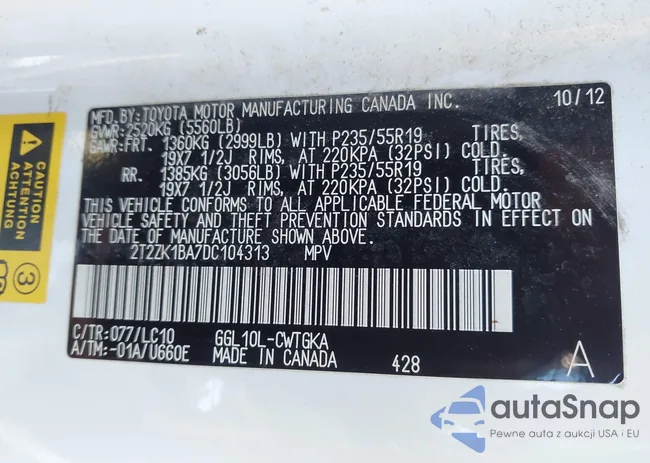 MFD.BY:TOYOTA MOTOR MANUFACTURING CANADA INC. 10/12
GVWR:2520KG (5560LB)
GAWR:FRT. 1360KG (2999LB) WITH P235/55R19 TIRES,
19X7 1/2J RIMS, AT 220KPA (32PSI) COLD.
RR. 1385KG (3056LB) WITH P235/55R19 TIRES,
19X7 1/2J RIMS, AT 220KPA (32PSI) COLD.
THIS VEHICLE CONFORMS TO ALL APPLICABLE FEDERAL MOTOR
VEHICLE SAFETY AND THEFT PREVENTION STANDARDS IN EFFECT ON
THE DATE OF MANUFACTURE SHOWN ABOVE.
2T2ZK1BA7DC104313 MPV
C/TR:077/LC10 GGL10L-CWTGKA
A/TM:-01A/U660E MADE IN CANADA 428 A
CAUTION
ATTENTION
ACHTUNG
3
autaSnap
Pewne auta z aukcji USA i EU